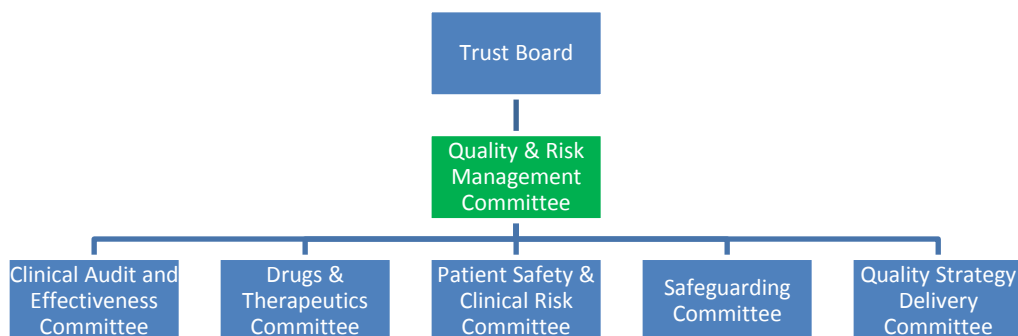 Trust Board
Quality & Risk
Management
Committee
Clinical Audit and
Effectiveness
Committee
Drugs &
Therapeutics
Committee
Patient Safety &
Clinical Risk
Committee
Safeguarding
Committee
Quality Strategy
Delivery
Committee